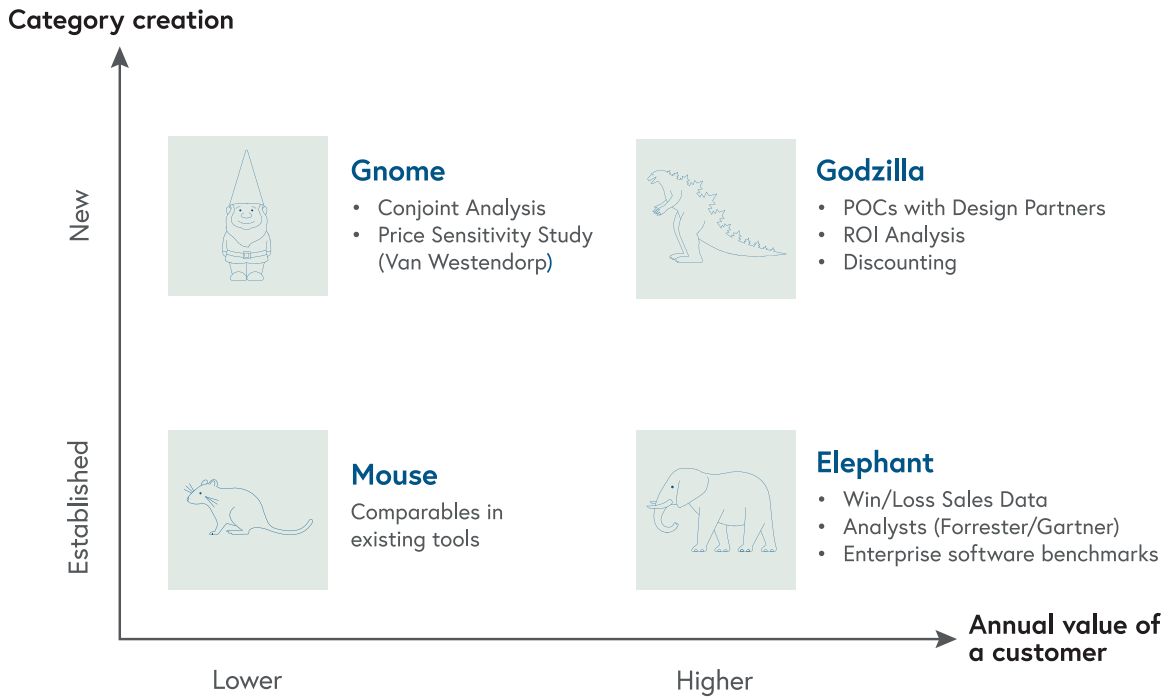 Category creation
New
Gnome
• Conjoint Analysis
• Price Sensitivity Study
(Van Westendorp)
Godzilla
• POCs with Design Partners
• ROI Analysis
• Discounting
Established
Mouse
Comparables in
existing tools
Elephant
• Win/Loss Sales Data
• Analysts (Forrester/Gartner)
• Enterprise software benchmarks
Annual value of
a customer
Lower
Higher